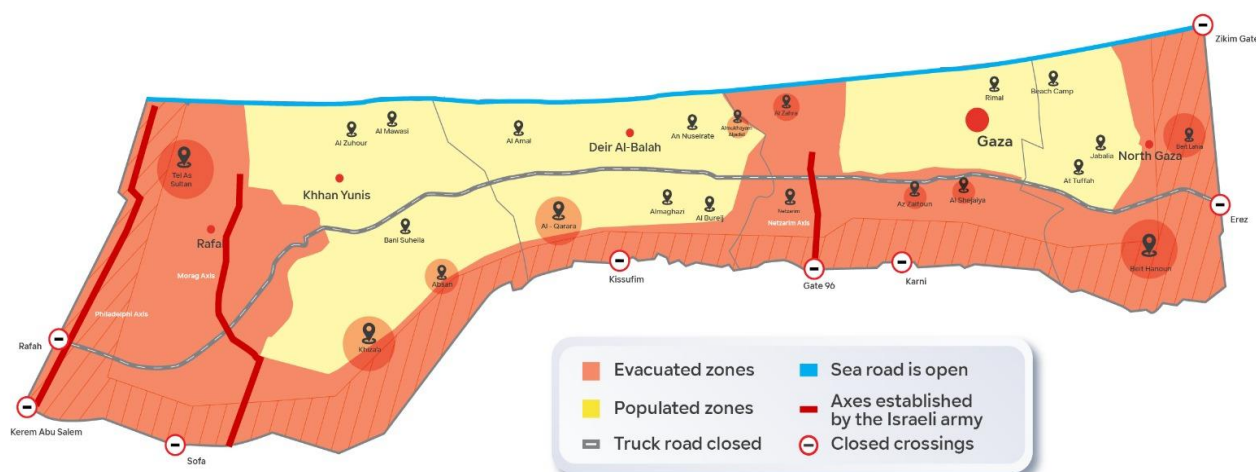 Zikim Gate
Beach Camp
Rimal
Al Zahra
Al Mawasi
An Nuseirate
Al Zuhour
Al Amal
Deir Al-Balah
Gaza
Jabalia
North Gaza
Tel As
Sultan
Khhan Yunis
At Tuffah
Almaghazi
Al Bureij
Netzarim
Az Zaitoun
Al Shejaiya
Al - Qarara
Bani Suheila
Netzarim Axis
Erez
Rafah
Morag Axis
Abasan
Beit Hanoun
Kissufim
Gate 96
Karni
Philadelphi Axis
Khuza'a
Rafah
Kerem Abu Salem
Sofa
Evacuated zones
Sea road is open
Populated zones
Axes established
by the Israeli army
Truck road closed
Closed crossings